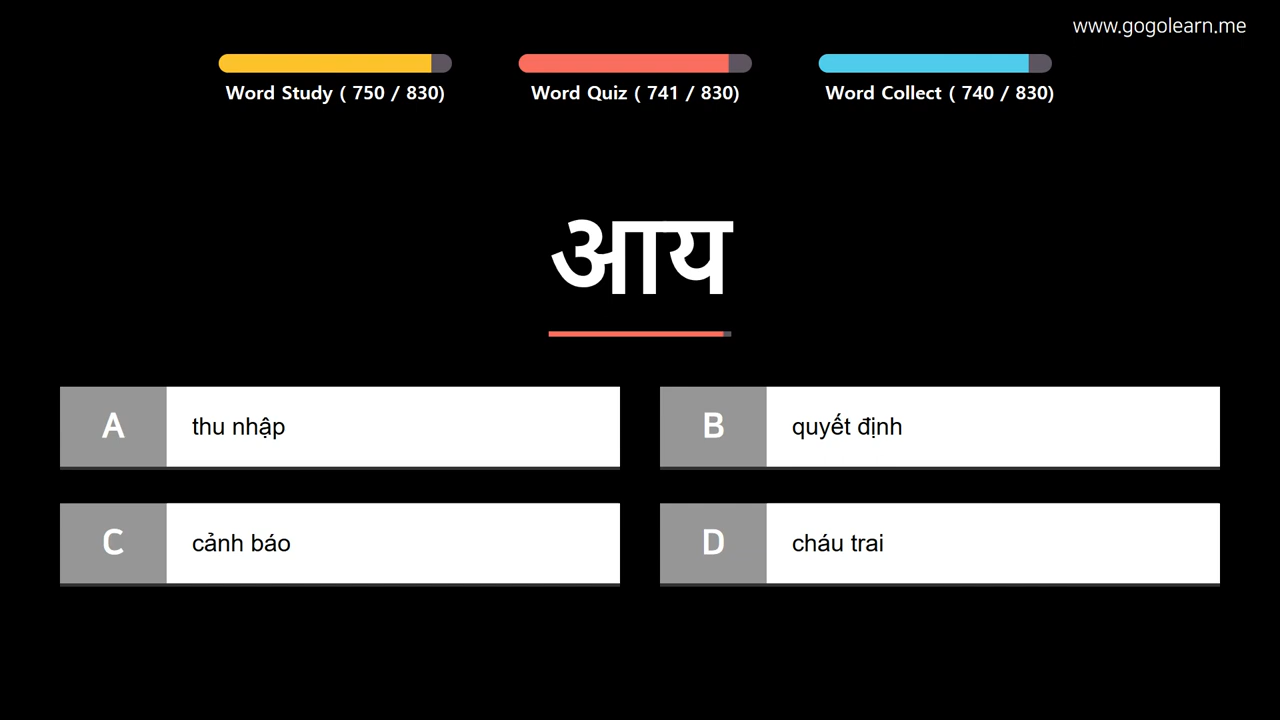 www.gogolearn.me
Word Study ( 750 / 830)
Word Quiz ( 741 / 830)
Word Collect ( 740 / 830)
आय
A thu nhập
B quyết định
C cảnh báo
D cháu trai